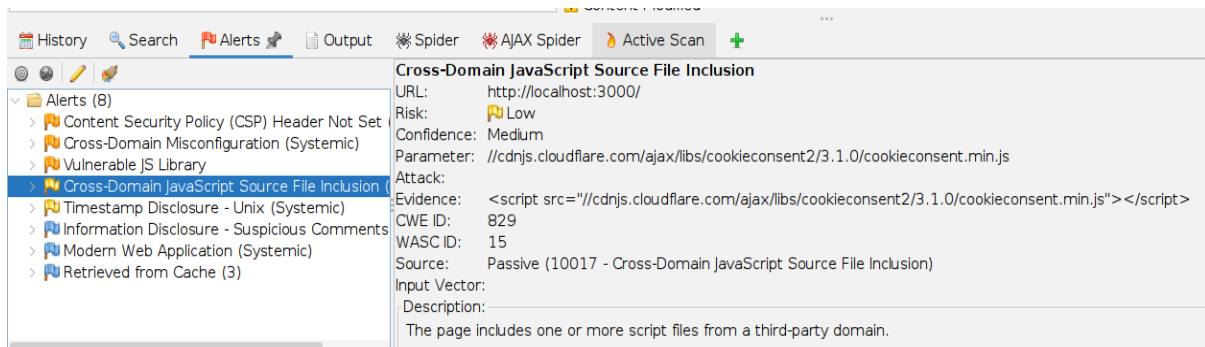 History Search Alerts Output Spider AJAX Spider Active Scan
Alerts (8)
Content Security Policy (CSP) Header Not Set (
Cross-Domain Misconfiguration (Systemic)
Vulnerable JS Library
Cross-Domain JavaScript Source File Inclusion (
Timestamp Disclosure - Unix (Systemic)
Information Disclosure - Suspicious Comments
Modern Web Application (Systemic)
Retrieved from Cache (3)
Cross-Domain JavaScript Source File Inclusion
URL: http://localhost:3000/
Risk: Low
Confidence: Medium
Parameter: //cdnjs.cloudflare.com/ajax/libs/cookieconsent2/3.1.0/cookieconsent.min.js
Attack:
Evidence: <script src="//cdnjs.cloudflare.com/ajax/libs/cookieconsent2/3.1.0/cookieconsent.min.js"></script>
CWE ID: 829
WASC ID: 15
Source: Passive (10017 - Cross-Domain JavaScript Source File Inclusion)
Input Vector:
Description:
The page includes one or more script files from a third-party domain.